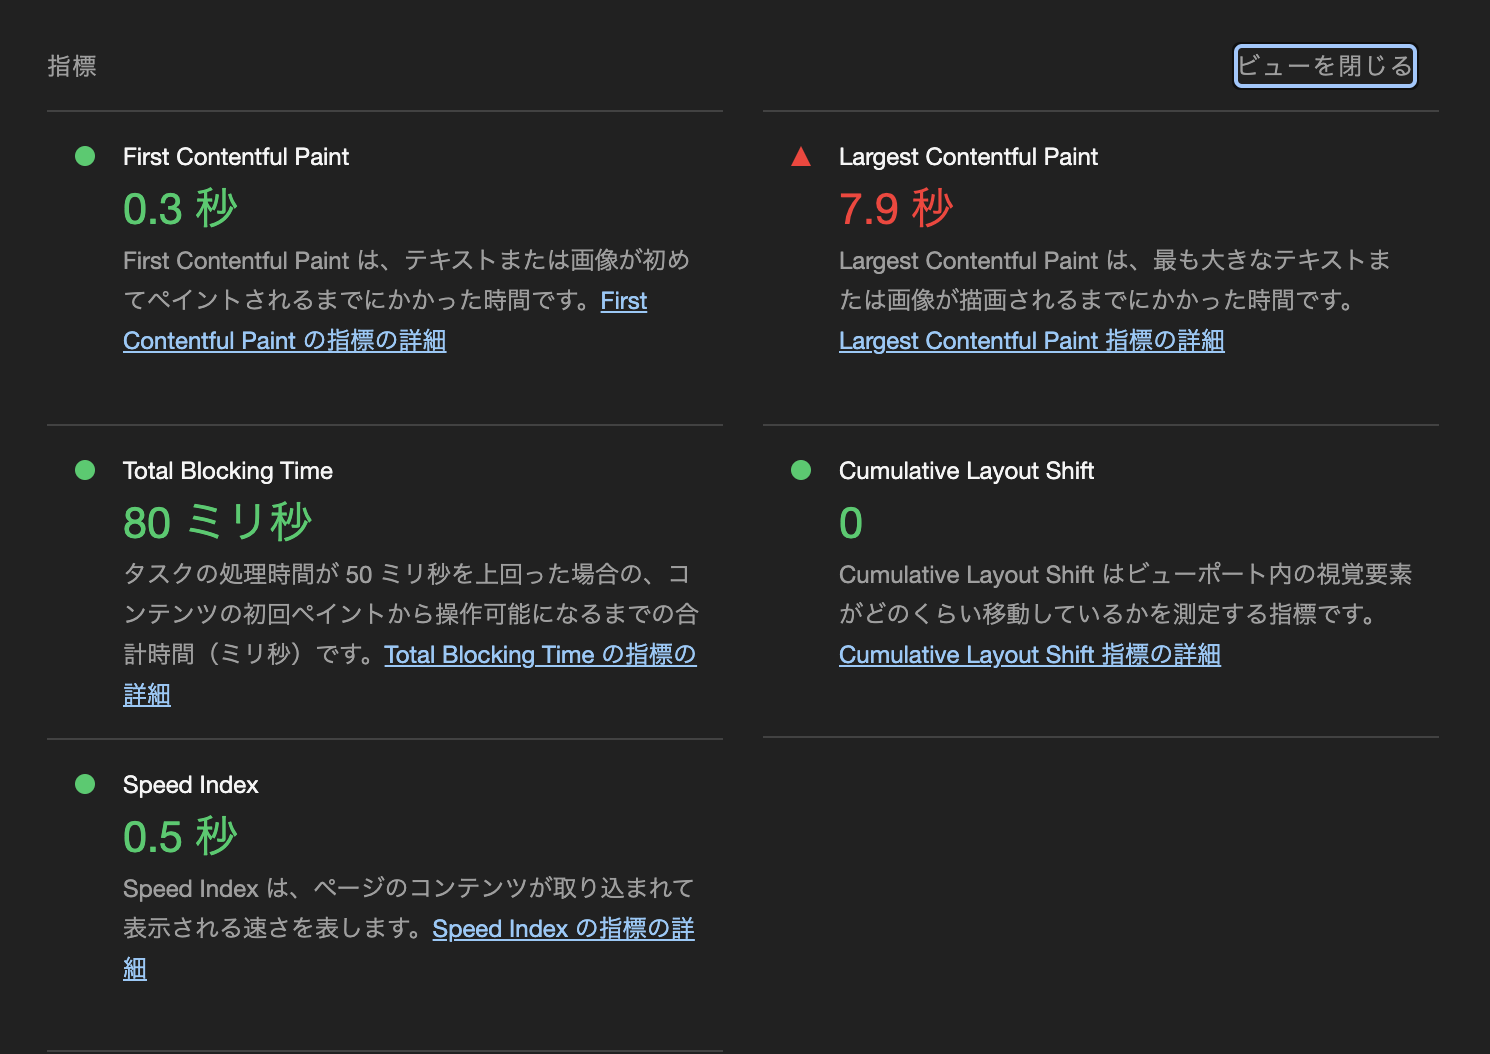 指標
ビューを閉じる
First Contentful Paint
0.3 秒
First Contentful Paint は、テキストまたは画像が初め
てペイントされるまでにかかった時間です。First
Contentful Paint の指標の詳細
Largest Contentful Paint
7.9 秒
Largest Contentful Paint は、最も大きなテキストま
たは画像が描画されるまでにかかった時間です。
Largest Contentful Paint 指標の詳細
Total Blocking Time
80 ミリ秒
タスクの処理時間が 50 ミリ秒を上回った場合の、コ
ンテンツの初回ペイントから操作可能になるまでの合
計時間（ミリ秒）です。Total Blocking Time の指標の
詳細
Cumulative Layout Shift
0
Cumulative Layout Shift はビューポート内の視覚要素
がどのくらい移動しているかを測定する指標です。
Cumulative Layout Shift 指標の詳細
Speed Index
0.5 秒
Speed Index は、ページのコンテンツが取り込まれて
表示される速さを表します。Speed Index の指標の詳
細